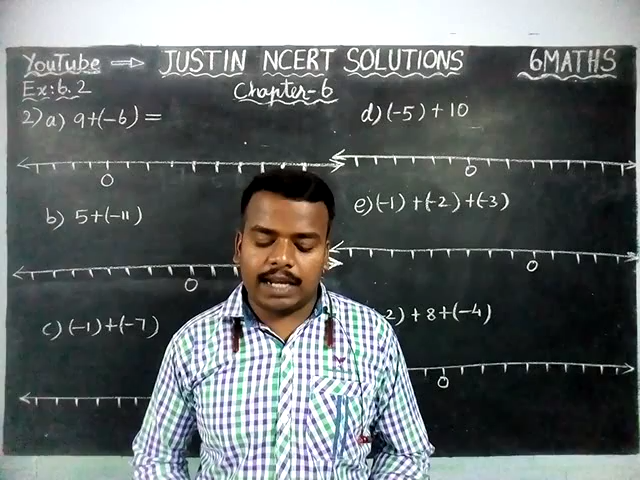 YouTube → JUSTIN NCERT SOLUTIONS 6MATHS
Ex:6.2 Chapter-6
2) a) 9+(-6) =
d) (-5) + 10
0
0
b) 5+(-11)
e) (-1) + (-2) + (-3)
0
0
c) (-1) + (-7)
2) + 8 + (-4)
0